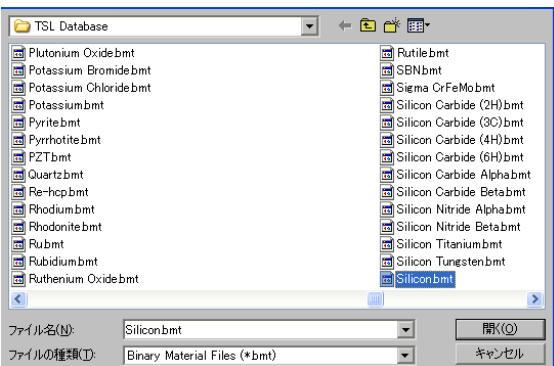 TSL Database
Plutonium Oxide.bmt
Potassium Bromide.bmt
Potassium Chloride.bmt
Potassium.bmt
Pyrite.bmt
Pyrrhotite.bmt
PZT.bmt
Quartz.bmt
Re-hcp.bmt
Rhodium.bmt
Rhodonite.bmt
Ru.bmt
Rubidium.bmt
Ruthenium Oxide.bmt
Rutile.bmt
SBN.bmt
Sigma CrFeMo.bmt
Silicon Carbide (2H).bmt
Silicon Carbide (3C).bmt
Silicon Carbide (4H).bmt
Silicon Carbide (6H).bmt
Silicon Carbide Alpha.bmt
Silicon Carbide Beta.bmt
Silicon Nitride Alpha.bmt
Silicon Nitride Beta.bmt
Silicon Titanium.bmt
Silicon Tungsten.bmt
Silicon.bmt
ファイル名(N): Silicon.bmt 開く(O)
ファイルの種類(T): Binary Material Files (*.bmt) キャンセル